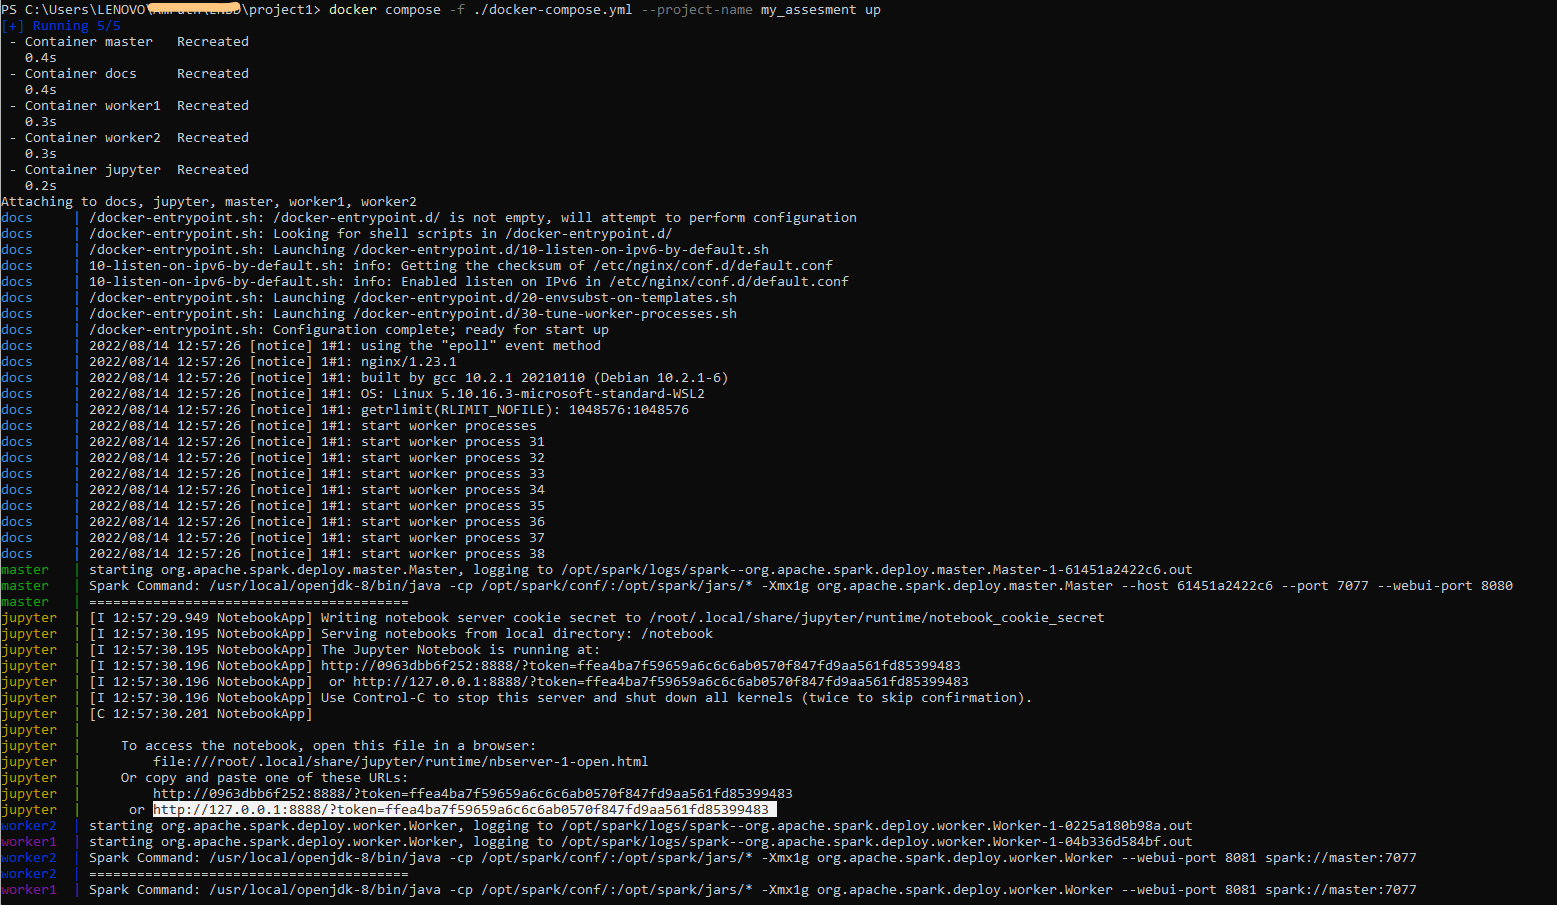 PS C:\Users\LENOVO\ \project1> docker compose -f ./docker-compose.yml --project-name my_assesment up
[+] Running 5/5
 - Container master   Recreated
   0.4s
 - Container docs     Recreated
   0.4s
 - Container worker1  Recreated
   0.3s
 - Container worker2  Recreated
   0.3s
 - Container jupyter  Recreated
   0.2s
Attaching to docs, jupyter, master, worker1, worker2
docs     | /docker-entrypoint.sh: /docker-entrypoint.d/ is not empty, will attempt to perform configuration
docs     | /docker-entrypoint.sh: Looking for shell scripts in /docker-entrypoint.d/
docs     | /docker-entrypoint.sh: Launching /docker-entrypoint.d/10-listen-on-ipv6-by-default.sh
docs     | 10-listen-on-ipv6-by-default.sh: info: Getting the checksum of /etc/nginx/conf.d/default.conf
docs     | 10-listen-on-ipv6-by-default.sh: info: Enabled listen on IPv6 in /etc/nginx/conf.d/default.conf
docs     | /docker-entrypoint.sh: Launching /docker-entrypoint.d/20-envsubst-on-templates.sh
docs     | /docker-entrypoint.sh: Launching /docker-entrypoint.d/30-tune-worker-processes.sh
docs     | /docker-entrypoint.sh: Configuration complete; ready for start up
docs     | 2022/08/14 12:57:26 [notice] 1#1: using the "epoll" event method
docs     | 2022/08/14 12:57:26 [notice] 1#1: nginx/1.23.1
docs     | 2022/08/14 12:57:26 [notice] 1#1: built by gcc 10.2.1 20210110 (Debian 10.2.1-6)
docs     | 2022/08/14 12:57:26 [notice] 1#1: OS: Linux 5.10.16.3-microsoft-standard-WSL2
docs     | 2022/08/14 12:57:26 [notice] 1#1: getrlimit(RLIMIT_NOFILE): 1048576:1048576
docs     | 2022/08/14 12:57:26 [notice] 1#1: start worker processes
docs     | 2022/08/14 12:57:26 [notice] 1#1: start worker process 31
docs     | 2022/08/14 12:57:26 [notice] 1#1: start worker process 32
docs     | 2022/08/14 12:57:26 [notice] 1#1: start worker process 33
docs     | 2022/08/14 12:57:26 [notice] 1#1: start worker process 34
docs     | 2022/08/14 12:57:26 [notice] 1#1: start worker process 35
docs     | 2022/08/14 12:57:26 [notice] 1#1: start worker process 36
docs     | 2022/08/14 12:57:26 [notice] 1#1: start worker process 37
docs     | 2022/08/14 12:57:26 [notice] 1#1: start worker process 38
master   | starting org.apache.spark.deploy.master.Master, logging to /opt/spark/logs/spark--org.apache.spark.deploy.master.Master-1-61451a2422c6.out
master   | Spark Command: /usr/local/openjdk-8/bin/java -cp /opt/spark/conf/:/opt/spark/jars/* -Xmx1g org.apache.spark.deploy.master.Master --host 61451a2422c6 --port 7077 --webui-port 8080
master   | ========================================
jupyter  | [I 12:57:29.949 NotebookApp] Writing notebook server cookie secret to /root/.local/share/jupyter/runtime/notebook_cookie_secret
jupyter  | [I 12:57:30.195 NotebookApp] Serving notebooks from local directory: /notebook
jupyter  | [I 12:57:30.195 NotebookApp] The Jupyter Notebook is running at:
jupyter  | [I 12:57:30.196 NotebookApp] http://0963dbb6f252:8888/?token=ffea4ba7f59659a6c6c6ab0570f847fd9aa561fd85399483
jupyter  | [I 12:57:30.196 NotebookApp]  or http://127.0.0.1:8888/?token=ffea4ba7f59659a6c6c6ab0570f847fd9aa561fd85399483
jupyter  | [I 12:57:30.196 NotebookApp] Use Control-C to stop this server and shut down all kernels (twice to skip confirmation).
jupyter  | [C 12:57:30.201 NotebookApp]
jupyter  |
jupyter  |     To access the notebook, open this file in a browser:
jupyter  |         file:///root/.local/share/jupyter/runtime/nbserver-1-open.html
jupyter  |     Or copy and paste one of these URLs:
jupyter  |         http://0963dbb6f252:8888/?token=ffea4ba7f59659a6c6c6ab0570f847fd9aa561fd85399483
jupyter  |      or http://127.0.0.1:8888/?token=ffea4ba7f59659a6c6c6ab0570f847fd9aa561fd85399483
worker2  | starting org.apache.spark.deploy.worker.Worker, logging to /opt/spark/logs/spark--org.apache.spark.deploy.worker.Worker-1-0225a180b98a.out
worker1  | starting org.apache.spark.deploy.worker.Worker, logging to /opt/spark/logs/spark--org.apache.spark.deploy.worker.Worker-1-04b336d584bf.out
worker2  | Spark Command: /usr/local/openjdk-8/bin/java -cp /opt/spark/conf/:/opt/spark/jars/* -Xmx1g org.apache.spark.deploy.worker.Worker --webui-port 8081 spark://master:7077
worker2  | ========================================
worker1  | Spark Command: /usr/local/openjdk-8/bin/java -cp /opt/spark/conf/:/opt/spark/jars/* -Xmx1g org.apache.spark.deploy.worker.Worker --webui-port 8081 spark://master:7077